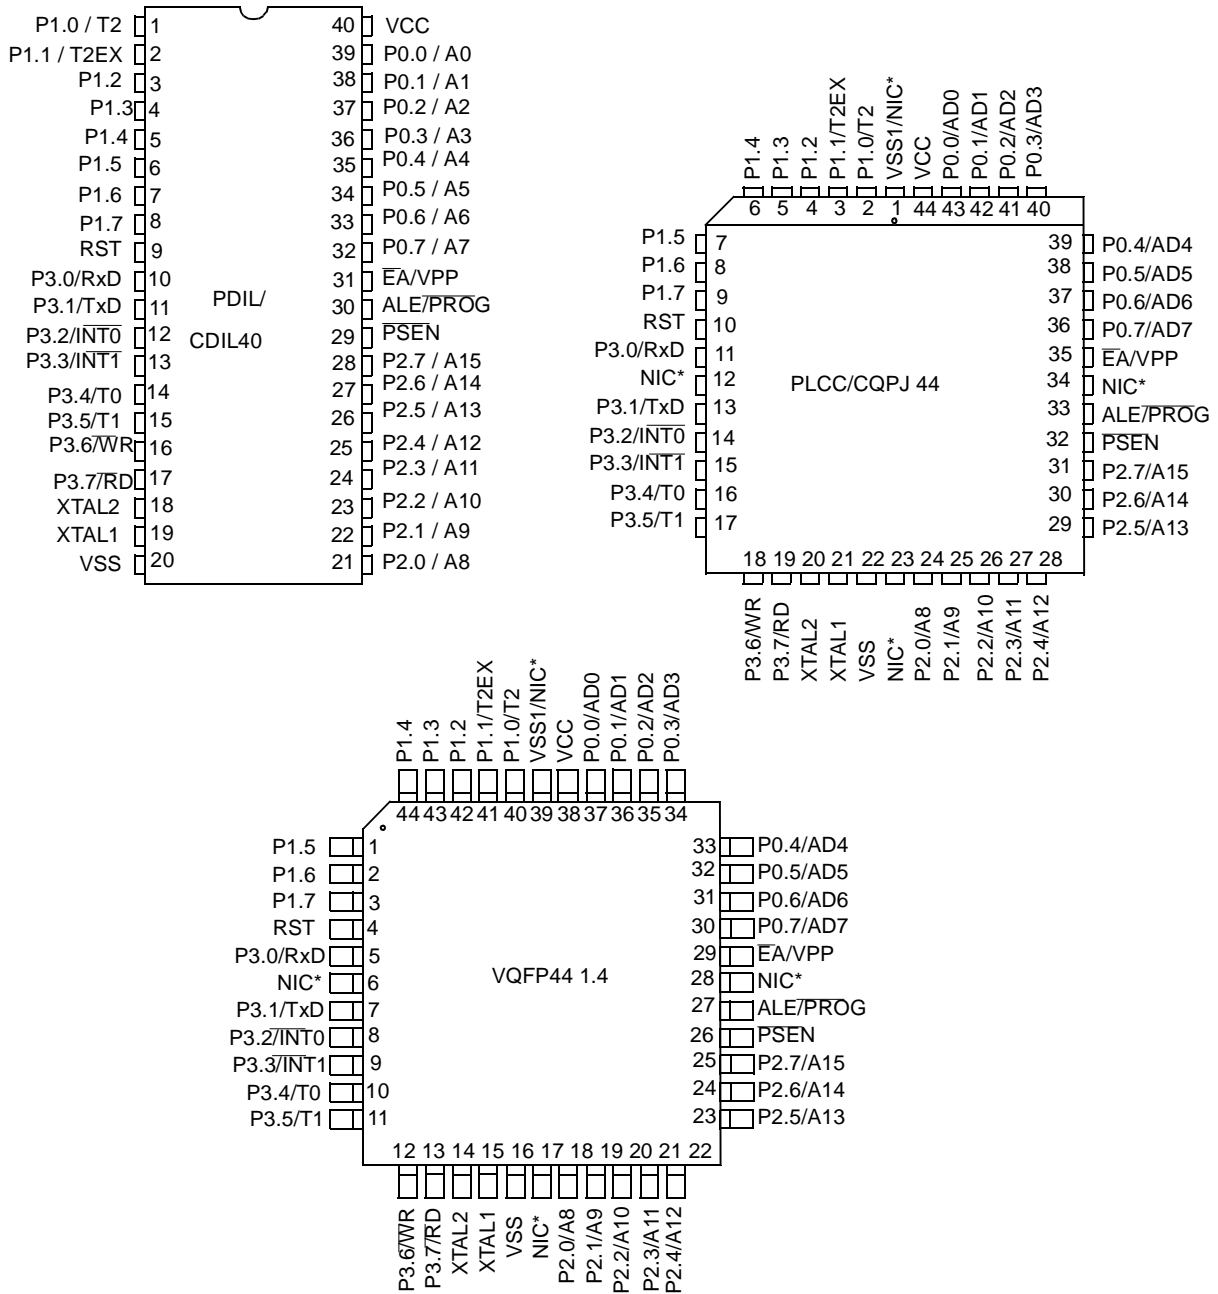 P1.0 / T2 1 40 VCC
P1.1 / T2EX 2 39 P0.0 / A0
P1.2 3 38 P0.1 / A1
P1.3 4 37 P0.2 / A2
P1.4 5 36 P0.3 / A3
P1.5 6 35 P0.4 / A4
P1.6 7 34 P0.5 / A5
P1.7 8 33 P0.6 / A6
RST 9 32 P0.7 / A7
P3.0/RxD 10 31 EA/VPP
P3.1/TxD 11 30 ALE/PROG
P3.2/INT0 12 29 PSEN
P3.3/INT1 13 28 P2.7 / A15
P3.4/T0 14 27 P2.6 / A14
P3.5/T1 15 26 P2.5 / A13
P3.6/WR 16 25 P2.4 / A12
P3.7/RD 17 24 P2.3 / A11
XTAL2 18 23 P2.2 / A10
XTAL1 19 22 P2.1 / A9
VSS 20 21 P2.0 / A8
PDIL/
CDIL40
P1.4 P1.3 P1.2 P1.1/T2EX P1.0/T2 VSS1/NIC* VCC P0.0/AD0 P0.1/AD1 P0.2/AD2 P0.3/AD3
6 5 4 3 2 1 44 43 42 41 40
P1.5 7 39 P0.4/AD4
P1.6 8 38 P0.5/AD5
P1.7 9 37 P0.6/AD6
RST 10 36 P0.7/AD7
P3.0/RxD 11 35 EA/VPP
NIC* 12 34 NIC*
P3.1/TxD 13 33 ALE/PROG
P3.2/INT0 14 32 PSEN
P3.3/INT1 15 31 P2.7/A15
P3.4/T0 16 30 P2.6/A14
P3.5/T1 17 29 P2.5/A13
PLCC/CQPJ 44
18 19 20 21 22 23 24 25 26 27 28
P3.6/WR P3.7/RD XTAL2 XTAL1 VSS NIC* P2.0/A8 P2.1/A9 P2.2/A10 P2.3/A11 P2.4/A12
P1.4 P1.3 P1.2 P1.1/T2EX P1.0/T2 VSS1/NIC* VCC P0.0/AD0 P0.1/AD1 P0.2/AD2 P0.3/AD3
44 43 42 41 40 39 38 37 36 35 34
P1.5 1 33 P0.4/AD4
P1.6 2 32 P0.5/AD5
P1.7 3 31 P0.6/AD6
RST 4 30 P0.7/AD7
P3.0/RxD 5 29 EA/VPP
NIC* 6 28 NIC*
P3.1/TxD 7 27 ALE/PROG
P3.2/INT0 8 26 PSEN
P3.3/INT1 9 25 P2.7/A15
P3.4/T0 10 24 P2.6/A14
P3.5/T1 11 23 P2.5/A13
VQFP44 1.4
12 13 14 15 16 17 18 19 20 21 22
P3.6/WR P3.7/RD XTAL2 XTAL1 VSS NIC* P2.0/A8 P2.1/A9 P2.2/A10 P2.3/A11 P2.4/A12